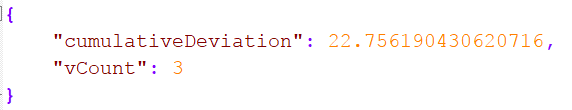 {
"cumulativeDeviation": 22.756190430620716,
"vCount": 3
}